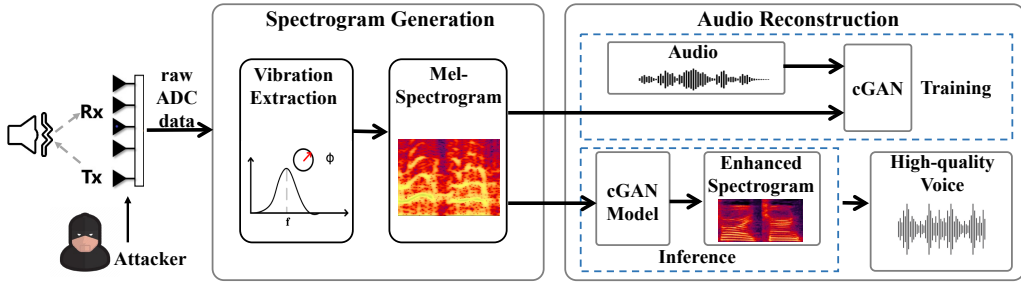 Spectrogram Generation
Audio Reconstruction
raw
ADC
data
Rx
Tx
Attacker
Vibration
Extraction
ϕ
f
Mel-
Spectrogram
Audio
cGAN
Training
cGAN
Model
Enhanced
Spectrogram
Inference
High-quality
Voice